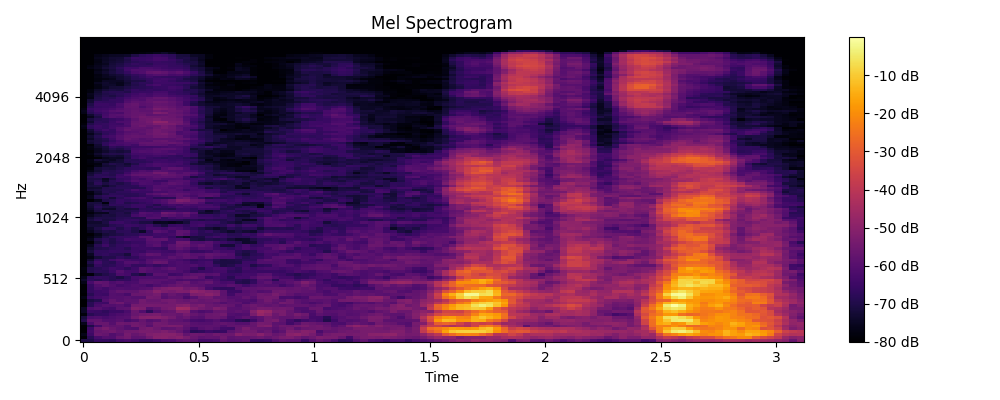 Mel Spectrogram
Hz
4096
2048
1024
512
0
0
0.5
1
1.5
2
2.5
3
Time
-10 dB
-20 dB
-30 dB
-40 dB
-50 dB
-60 dB
-70 dB
-80 dB